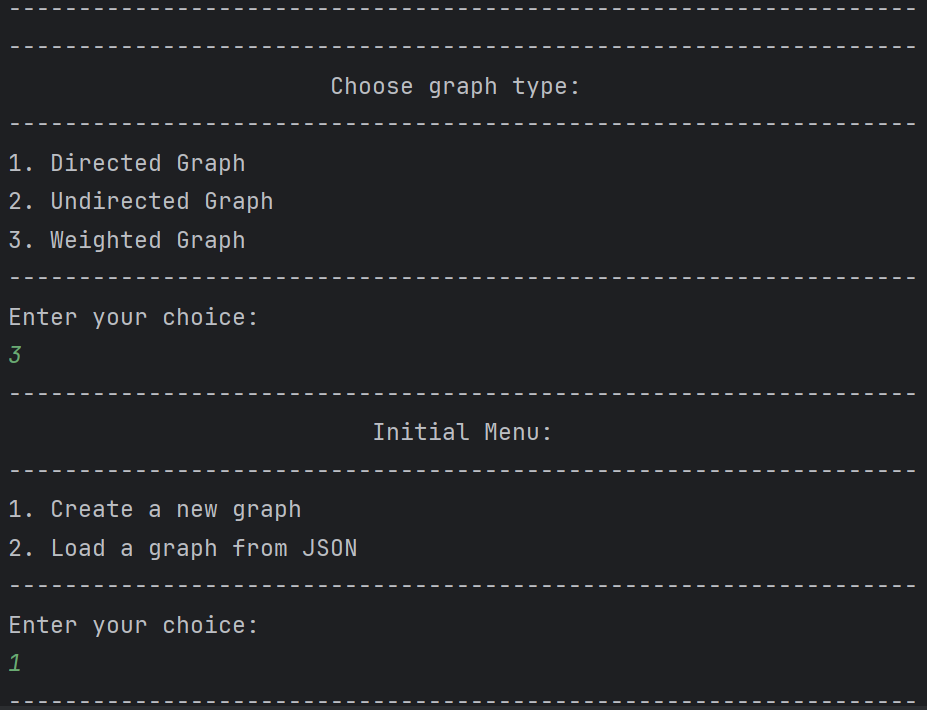 -----------------------------------------------------------------
-----------------------------------------------------------------
                       Choose graph type:
-----------------------------------------------------------------
1. Directed Graph
2. Undirected Graph
3. Weighted Graph
-----------------------------------------------------------------
Enter your choice:
3
-----------------------------------------------------------------
                          Initial Menu:
-----------------------------------------------------------------
1. Create a new graph
2. Load a graph from JSON
-----------------------------------------------------------------
Enter your choice:
1
-----------------------------------------------------------------